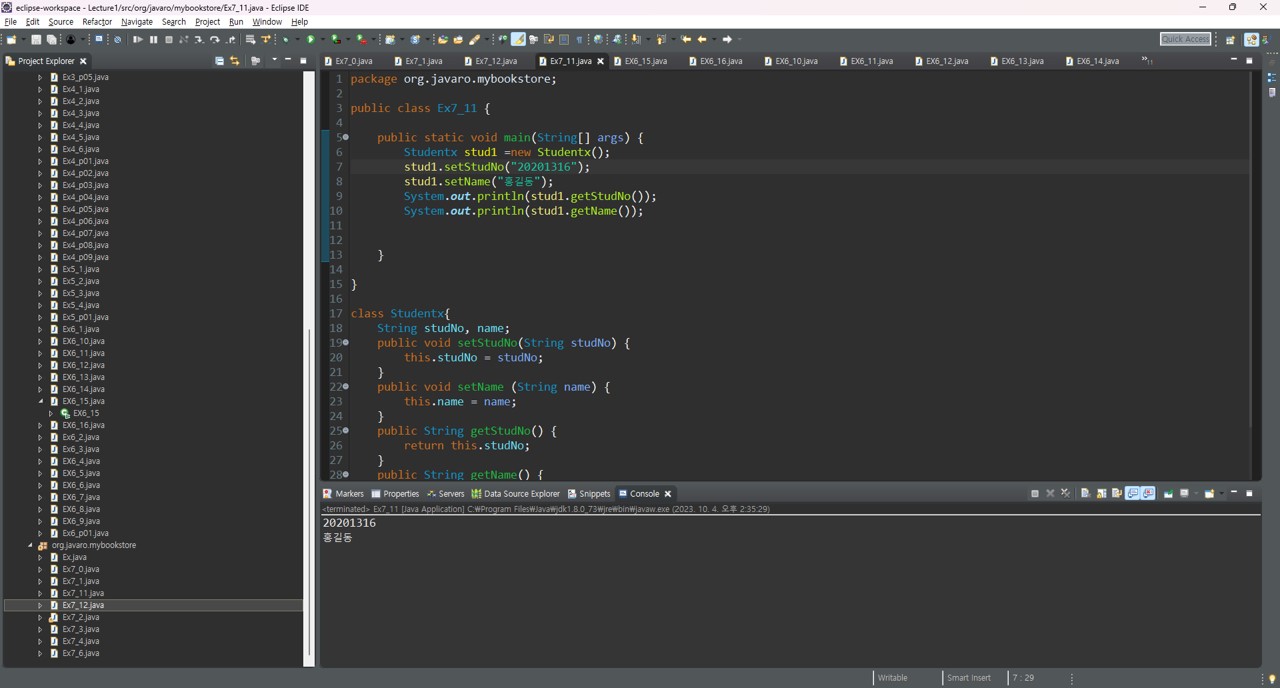 eclipse-workspace - Lecture1/src/org/javaro/mybookstore/Ex7_11.java - Eclipse IDE
File Edit Source Refactor Navigate Search Project Run Window Help
Quick Access
Project Explorer
Ex7_0.java Ex7_1.java Ex7_12.java Ex7_11.java EX6_15.java EX6_16.java EX6_10.java EX6_11.java EX6_12.java EX6_13.java EX6_14.java »11
Ex3_p05.java
Ex4_1.java
Ex4_2.java
Ex4_3.java
Ex4_4.java
Ex4_5.java
Ex4_6.java
Ex4_p01.java
Ex4_p02.java
Ex4_p03.java
Ex4_p04.java
Ex4_p05.java
Ex4_p06.java
Ex4_p07.java
Ex4_p08.java
Ex4_p09.java
Ex5_1.java
Ex5_2.java
Ex5_3.java
Ex5_4.java
Ex5_p01.java
Ex6_1.java
EX6_10.java
EX6_11.java
EX6_12.java
EX6_13.java
EX6_14.java
EX6_15.java
EX6_15
EX6_16.java
Ex6_2.java
Ex6_3.java
EX6_4.java
EX6_5.java
EX6_6.java
EX6_7.java
EX6_8.java
EX6_9.java
Ex6_p01.java
org.javaro.mybookstore
Ex.java
Ex7_0.java
Ex7_1.java
Ex7_11.java
Ex7_12.java
Ex7_2.java
Ex7_3.java
Ex7_4.java
Ex7_6.java
1 package org.javaro.mybookstore;
2
3 public class Ex7_11 {
4
5 public static void main(String[] args) {
6 Studentx stud1 =new Studentx();
7 stud1.setStudNo("20201316");
8 stud1.setName("홍길동");
9 System.out.println(stud1.getStudNo());
10 System.out.println(stud1.getName());
11
12
13 }
14
15 }
16
17 class Studentx{
18 String studNo, name;
19 public void setStudNo(String studNo) {
20 this.studNo = studNo;
21 }
22 public void setName (String name) {
23 this.name = name;
24 }
25 public String getStudNo() {
26 return this.studNo;
27 }
28 public String getName() {
Markers Properties Servers Data Source Explorer Snippets Console
<terminated> Ex7_11 [Java Application] C:₩Program Files₩Java₩jdk1.8.0_73₩jre₩bin₩javaw.exe (2023. 10. 4. 오후 2:35:29)
20201316
홍길동
Writable Smart Insert 7 : 29